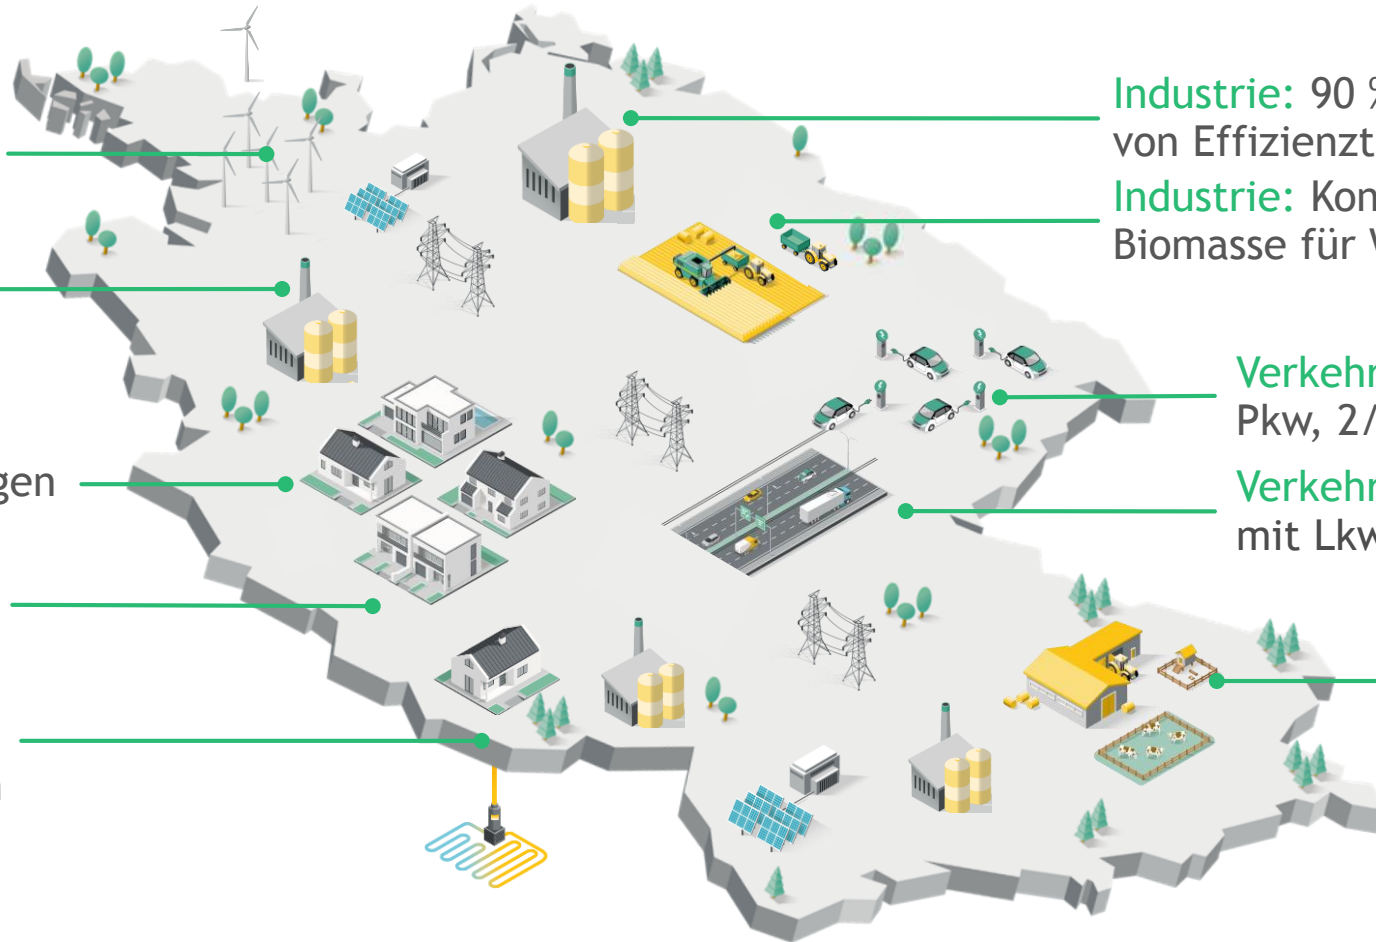 Industrie: 90 %
von Effizienzt
Industrie: Kon
Biomasse für
Verkehr
Pkw, 2/
gen
Verkehr
mit Lkw